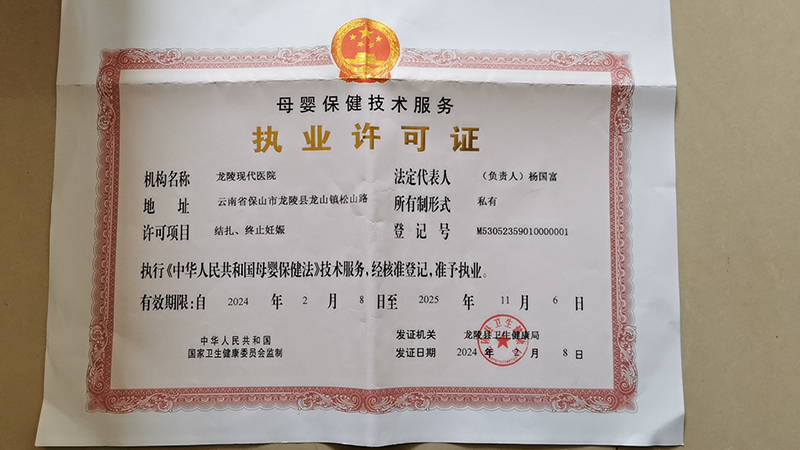 母婴保健技术服务
执业许可证
机构名称 龙陵现代医院 法定代表人 （负责人）杨国富
地址 云南省保山市龙陵县龙山镇松山路 所有制形式 私有
许可项目 结扎、终止妊娠 登记号 M53052359010000001
执行《中华人民共和国母婴保健法》技术服务，经核准登记，准予执业。
有效期限：自 2024 年 2 月 8 日至 2025 年 11 月 6 日
中华人民共和国
国家卫生健康委员会监制
发证机关 龙陵县卫生健康局
发证日期 2024 年 2 月 8 日